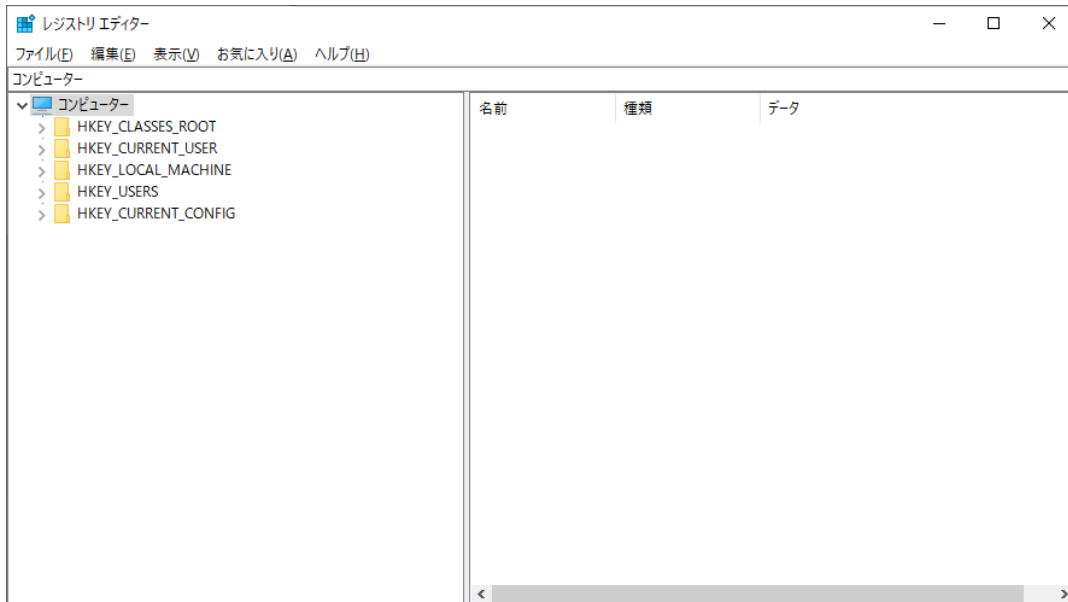 レジストリ エディター
ファイル(F) 編集(E) 表示(V) お気に入り(A) ヘルプ(H)
コンピューター
コンピューター
HKEY_CLASSES_ROOT
HKEY_CURRENT_USER
HKEY_LOCAL_MACHINE
HKEY_USERS
HKEY_CURRENT_CONFIG
名前 種類 データ